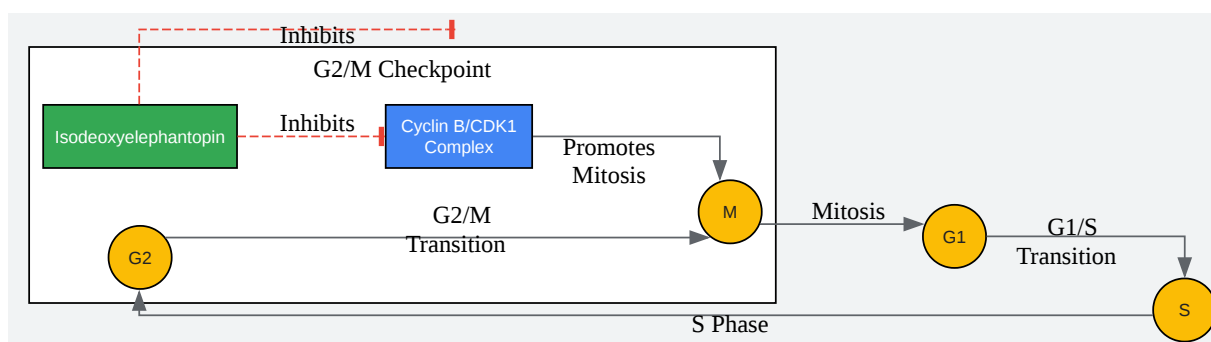 Inhibits
G2/M Checkpoint
Isodeoxyelephantopin
Inhibits
Cyclin B/CDK1
Complex
Promotes
Mitosis
G2/M
Transition
M
Mitosis
G1
G1/S
Transition
G2
S
S Phase